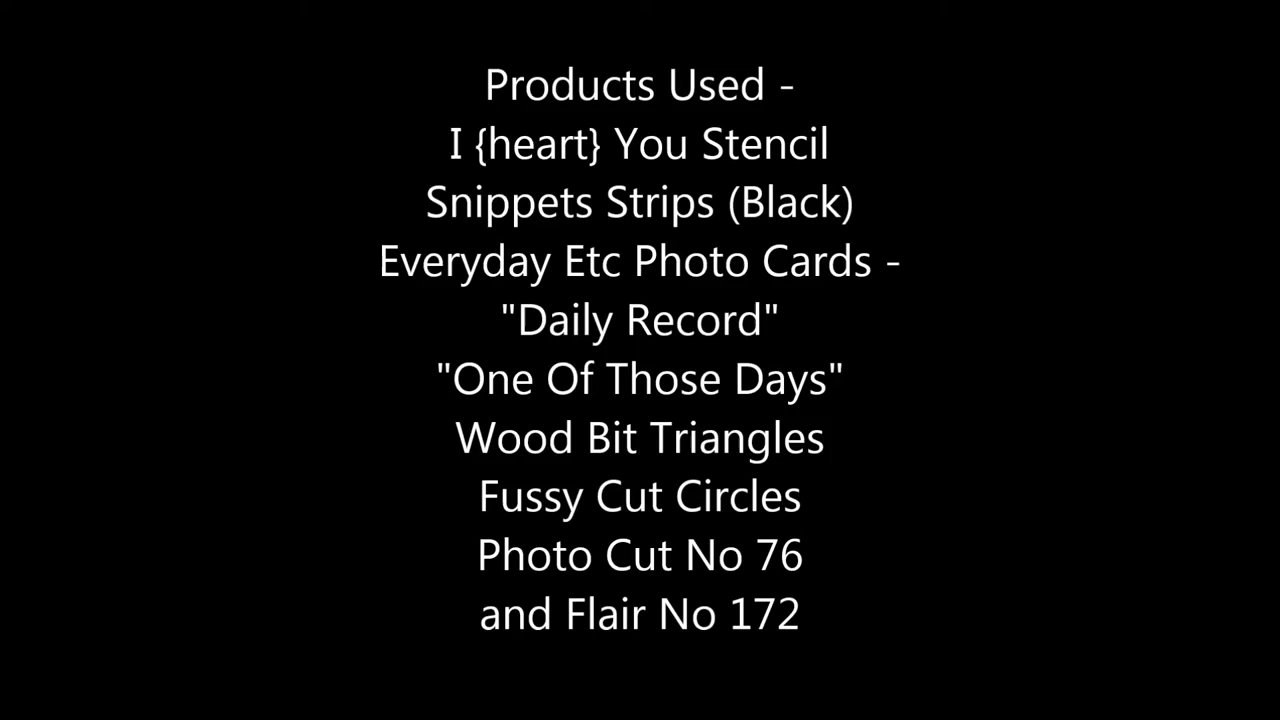 Products Used -
I {heart} You Stencil
Snippets Strips (Black)
Everyday Etc Photo Cards -
"Daily Record"
"One Of Those Days"
Wood Bit Triangles
Fussy Cut Circles
Photo Cut No 76
and Flair No 172